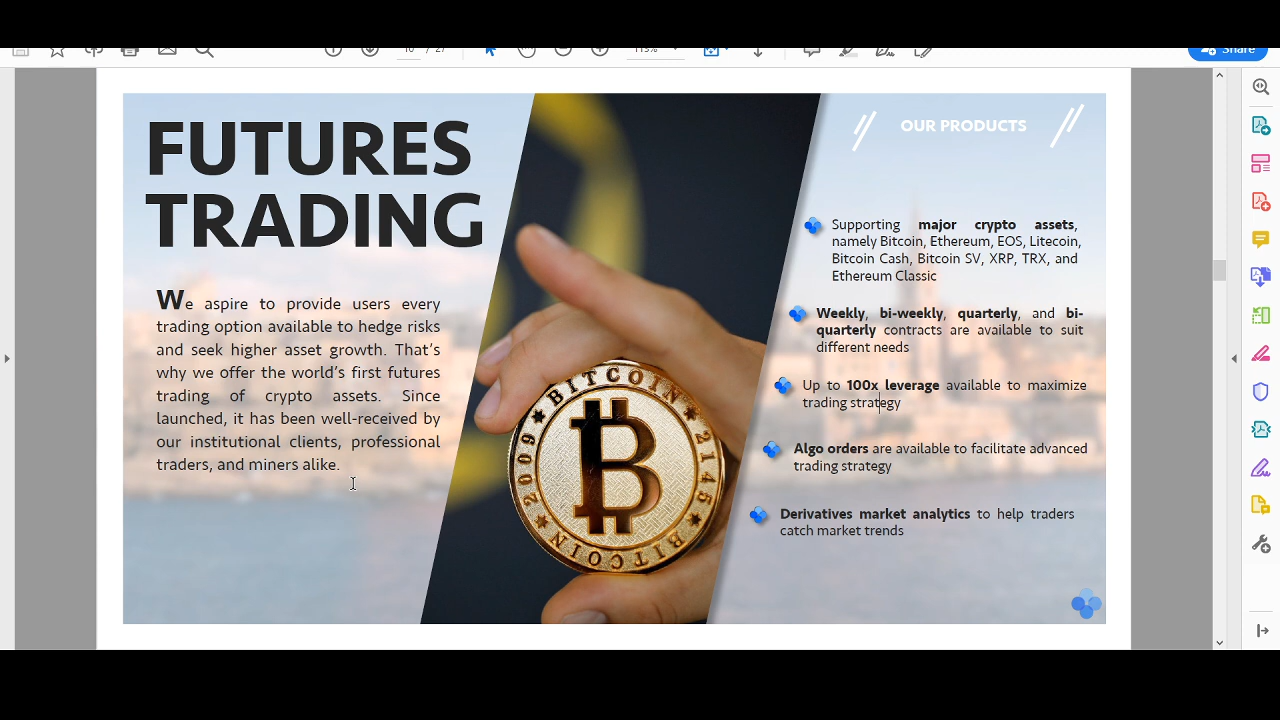 16 / 27
113%
Share
FUTURES
TRADING
We aspire to provide users every
trading option available to hedge risks
and seek higher asset growth. That's
why we offer the world's first futures
trading of crypto assets. Since
launched, it has been well-received by
our institutional clients, professional
traders, and miners alike.
BITCOIN
2009
2145
BITCOIN
OUR PRODUCTS
Supporting major crypto assets,
namely Bitcoin, Ethereum, EOS, Litecoin,
Bitcoin Cash, Bitcoin SV, XRP, TRX, and
Ethereum Classic
Weekly, bi-weekly, quarterly, and bi-
quarterly contracts are available to suit
different needs
Up to 100x leverage available to maximize
trading strategy
Algo orders are available to facilitate advanced
trading strategy
Derivatives market analytics to help traders
catch market trends